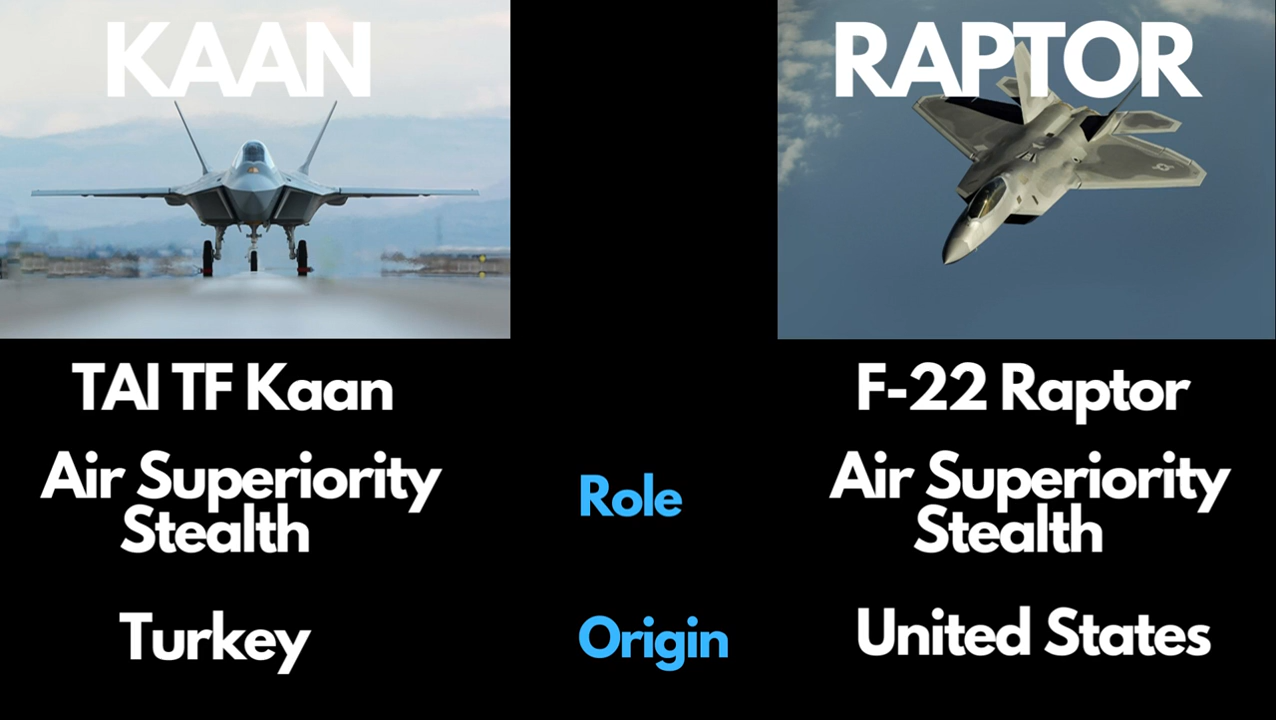 KAAN
RAPTOR
TAI TF Kaan
F-22 Raptor
Air Superiority
Stealth
Role
Air Superiority
Stealth
Turkey
Origin
United States